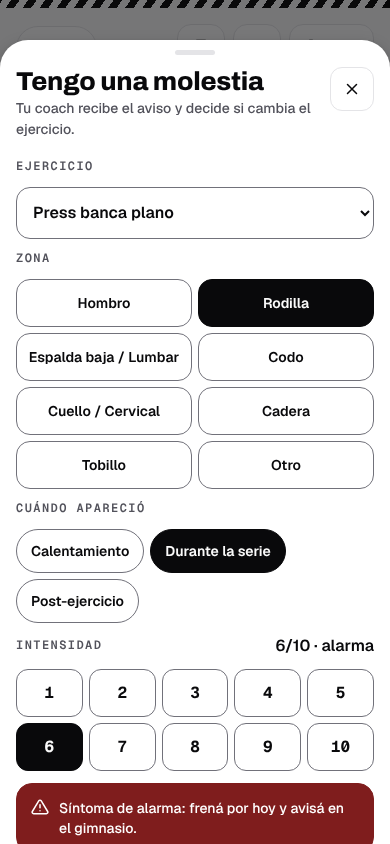 Tengo una molestia
Tu coach recibe el aviso y decide si cambia el
ejercicio.
EJERCICIO
Press banca plano
ZONA
Hombro
Rodilla
Espalda baja / Lumbar
Codo
Cuello / Cervical
Cadera
Tobillo
Otro
CUÁNDO APARECIÓ
Calentamiento
Durante la serie
Post-ejercicio
INTENSIDAD
6/10 · alarma
1
2
3
4
5
6
7
8
9
10
Síntoma de alarma: frená por hoy y avisá en
el gimnasio.